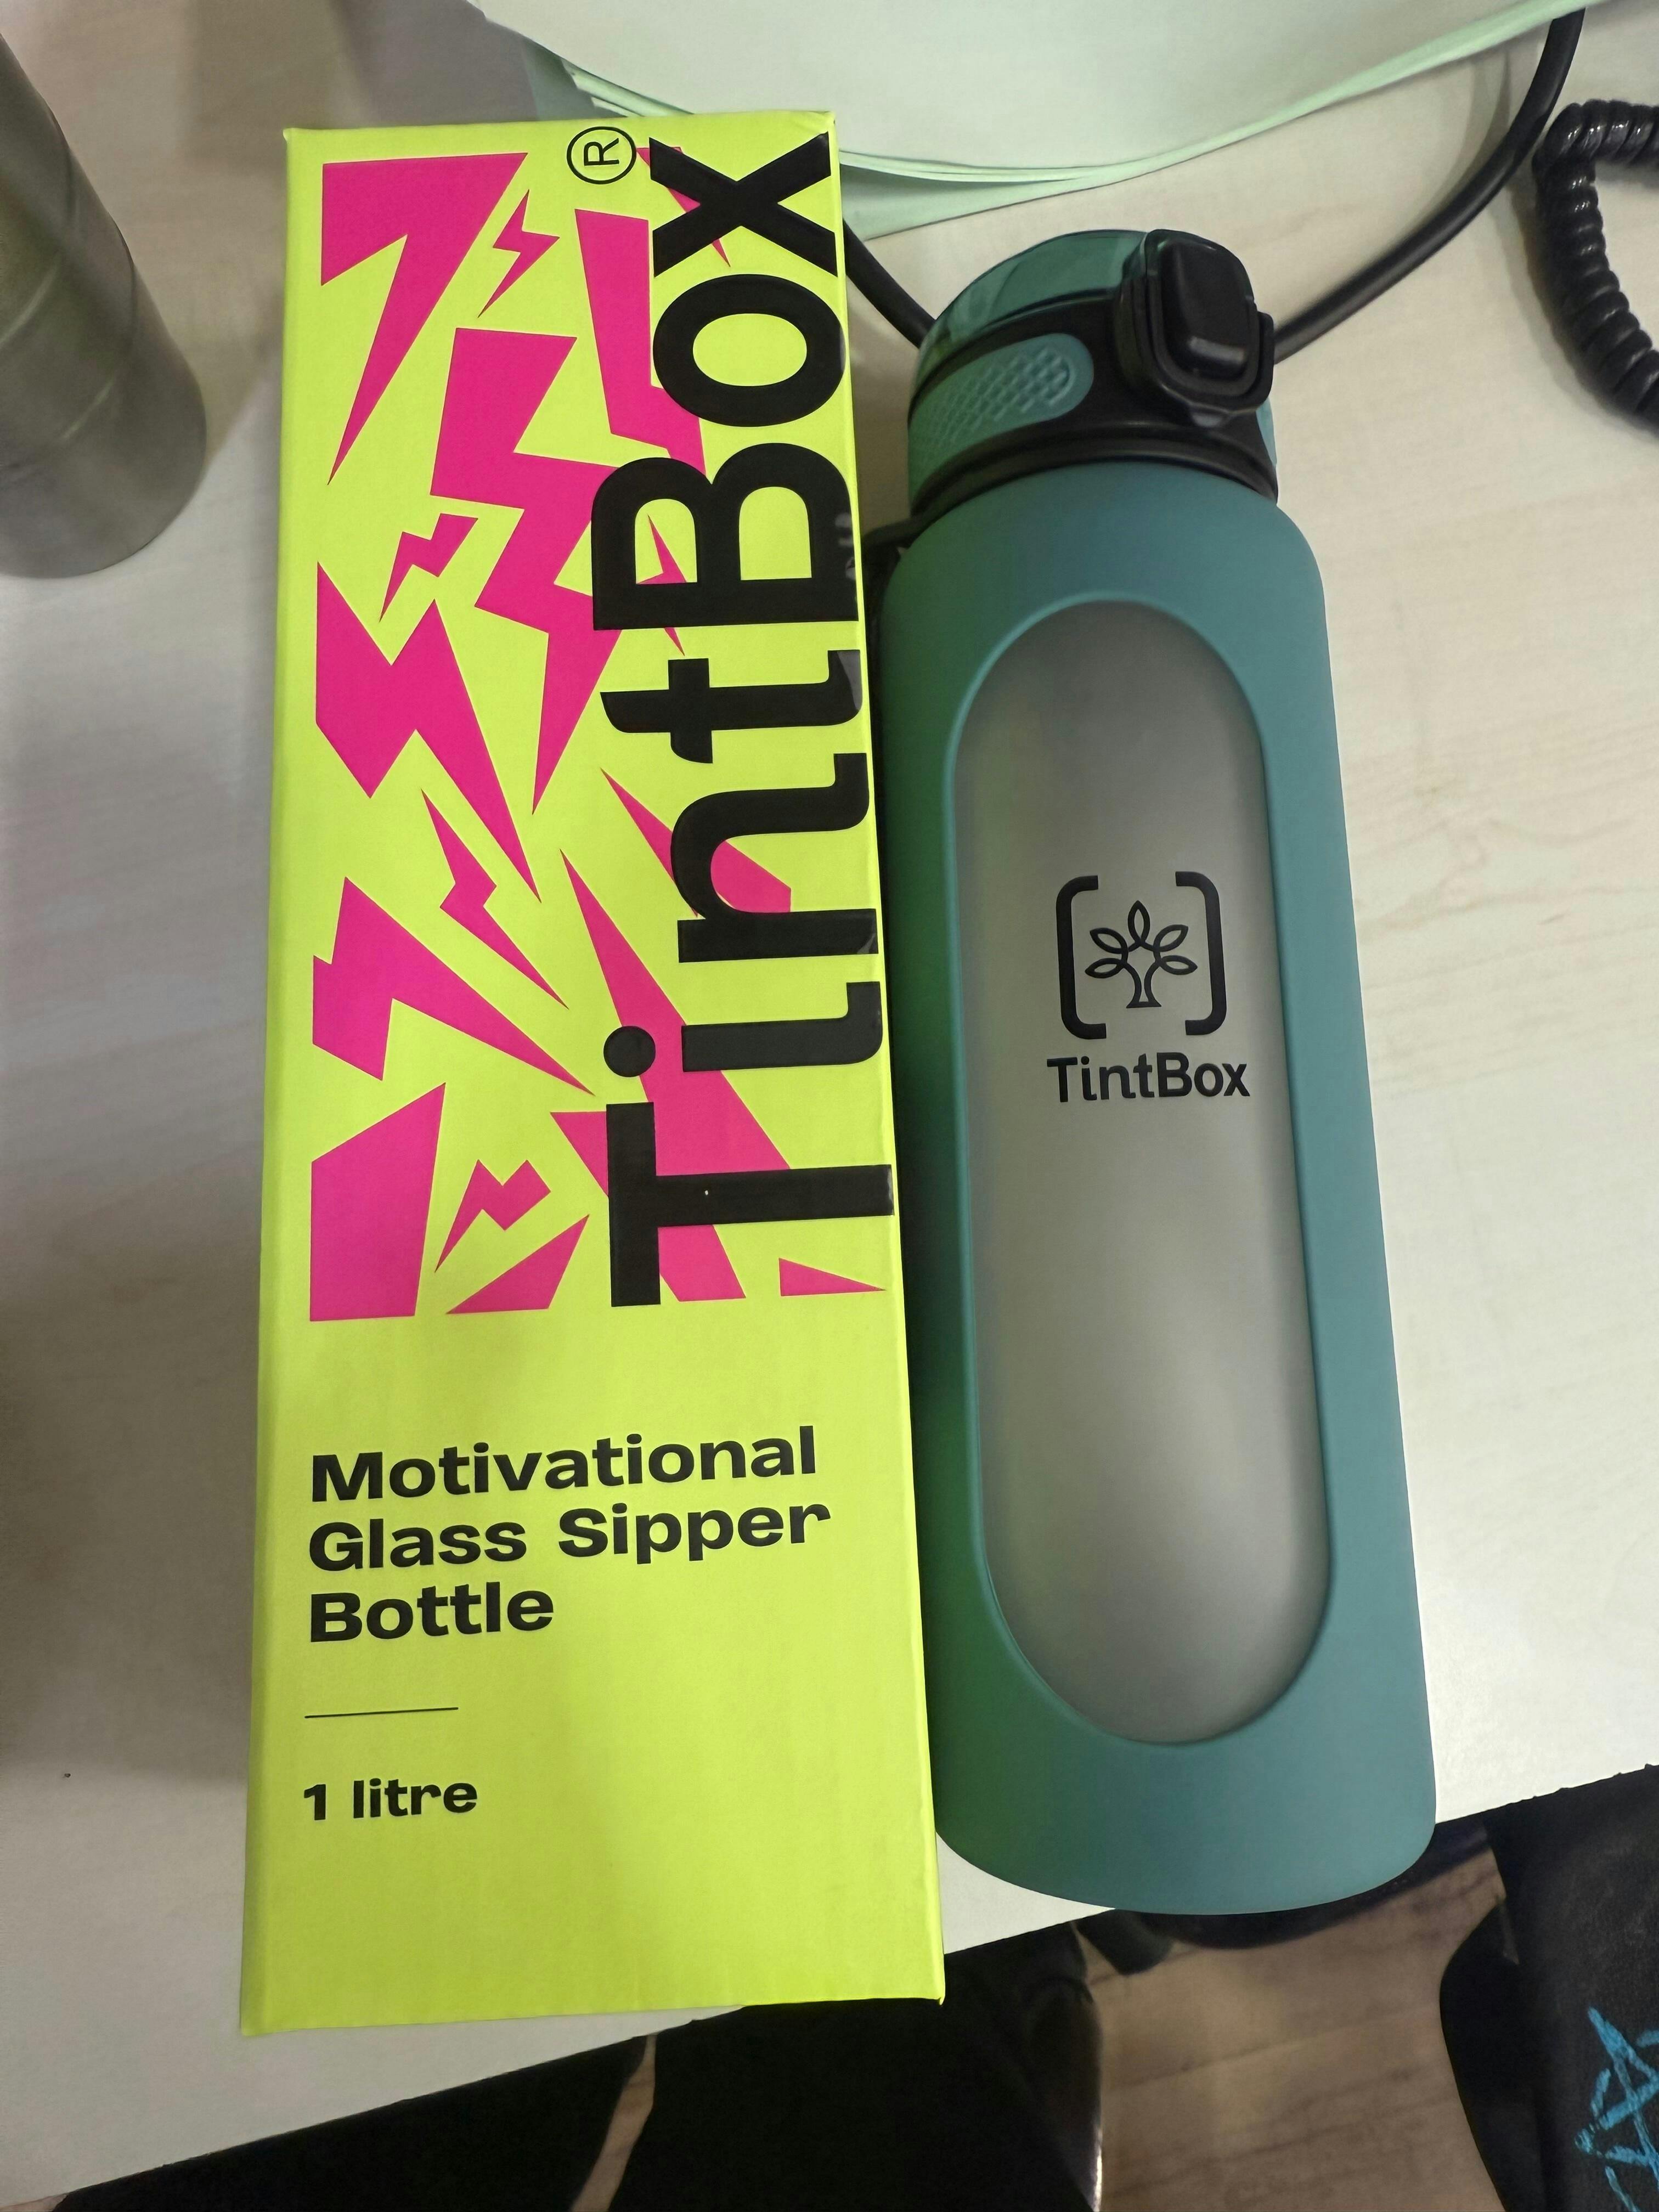 TintBox®
Motivational
Glass Sipper
Bottle
1 litre
TintBox